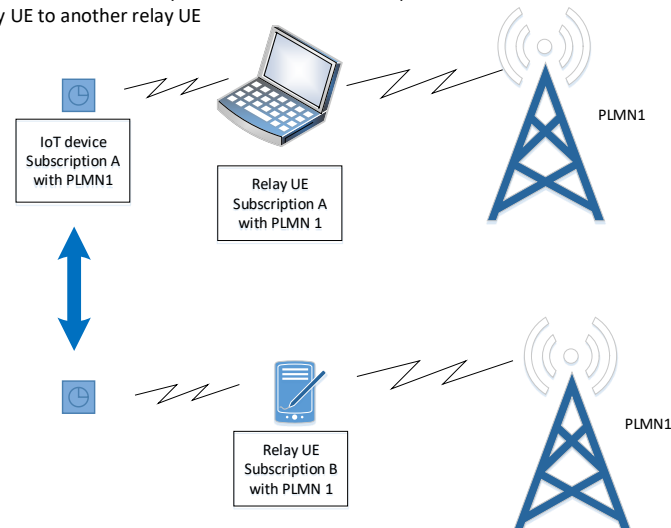 y UE to another relay UE
PLMN1
IoT device
Subscription A
with PLMN1
Relay UE
Subscription A
with PLMN 1
PLMN1
Relay UE
Subscription B
with PLMN 1